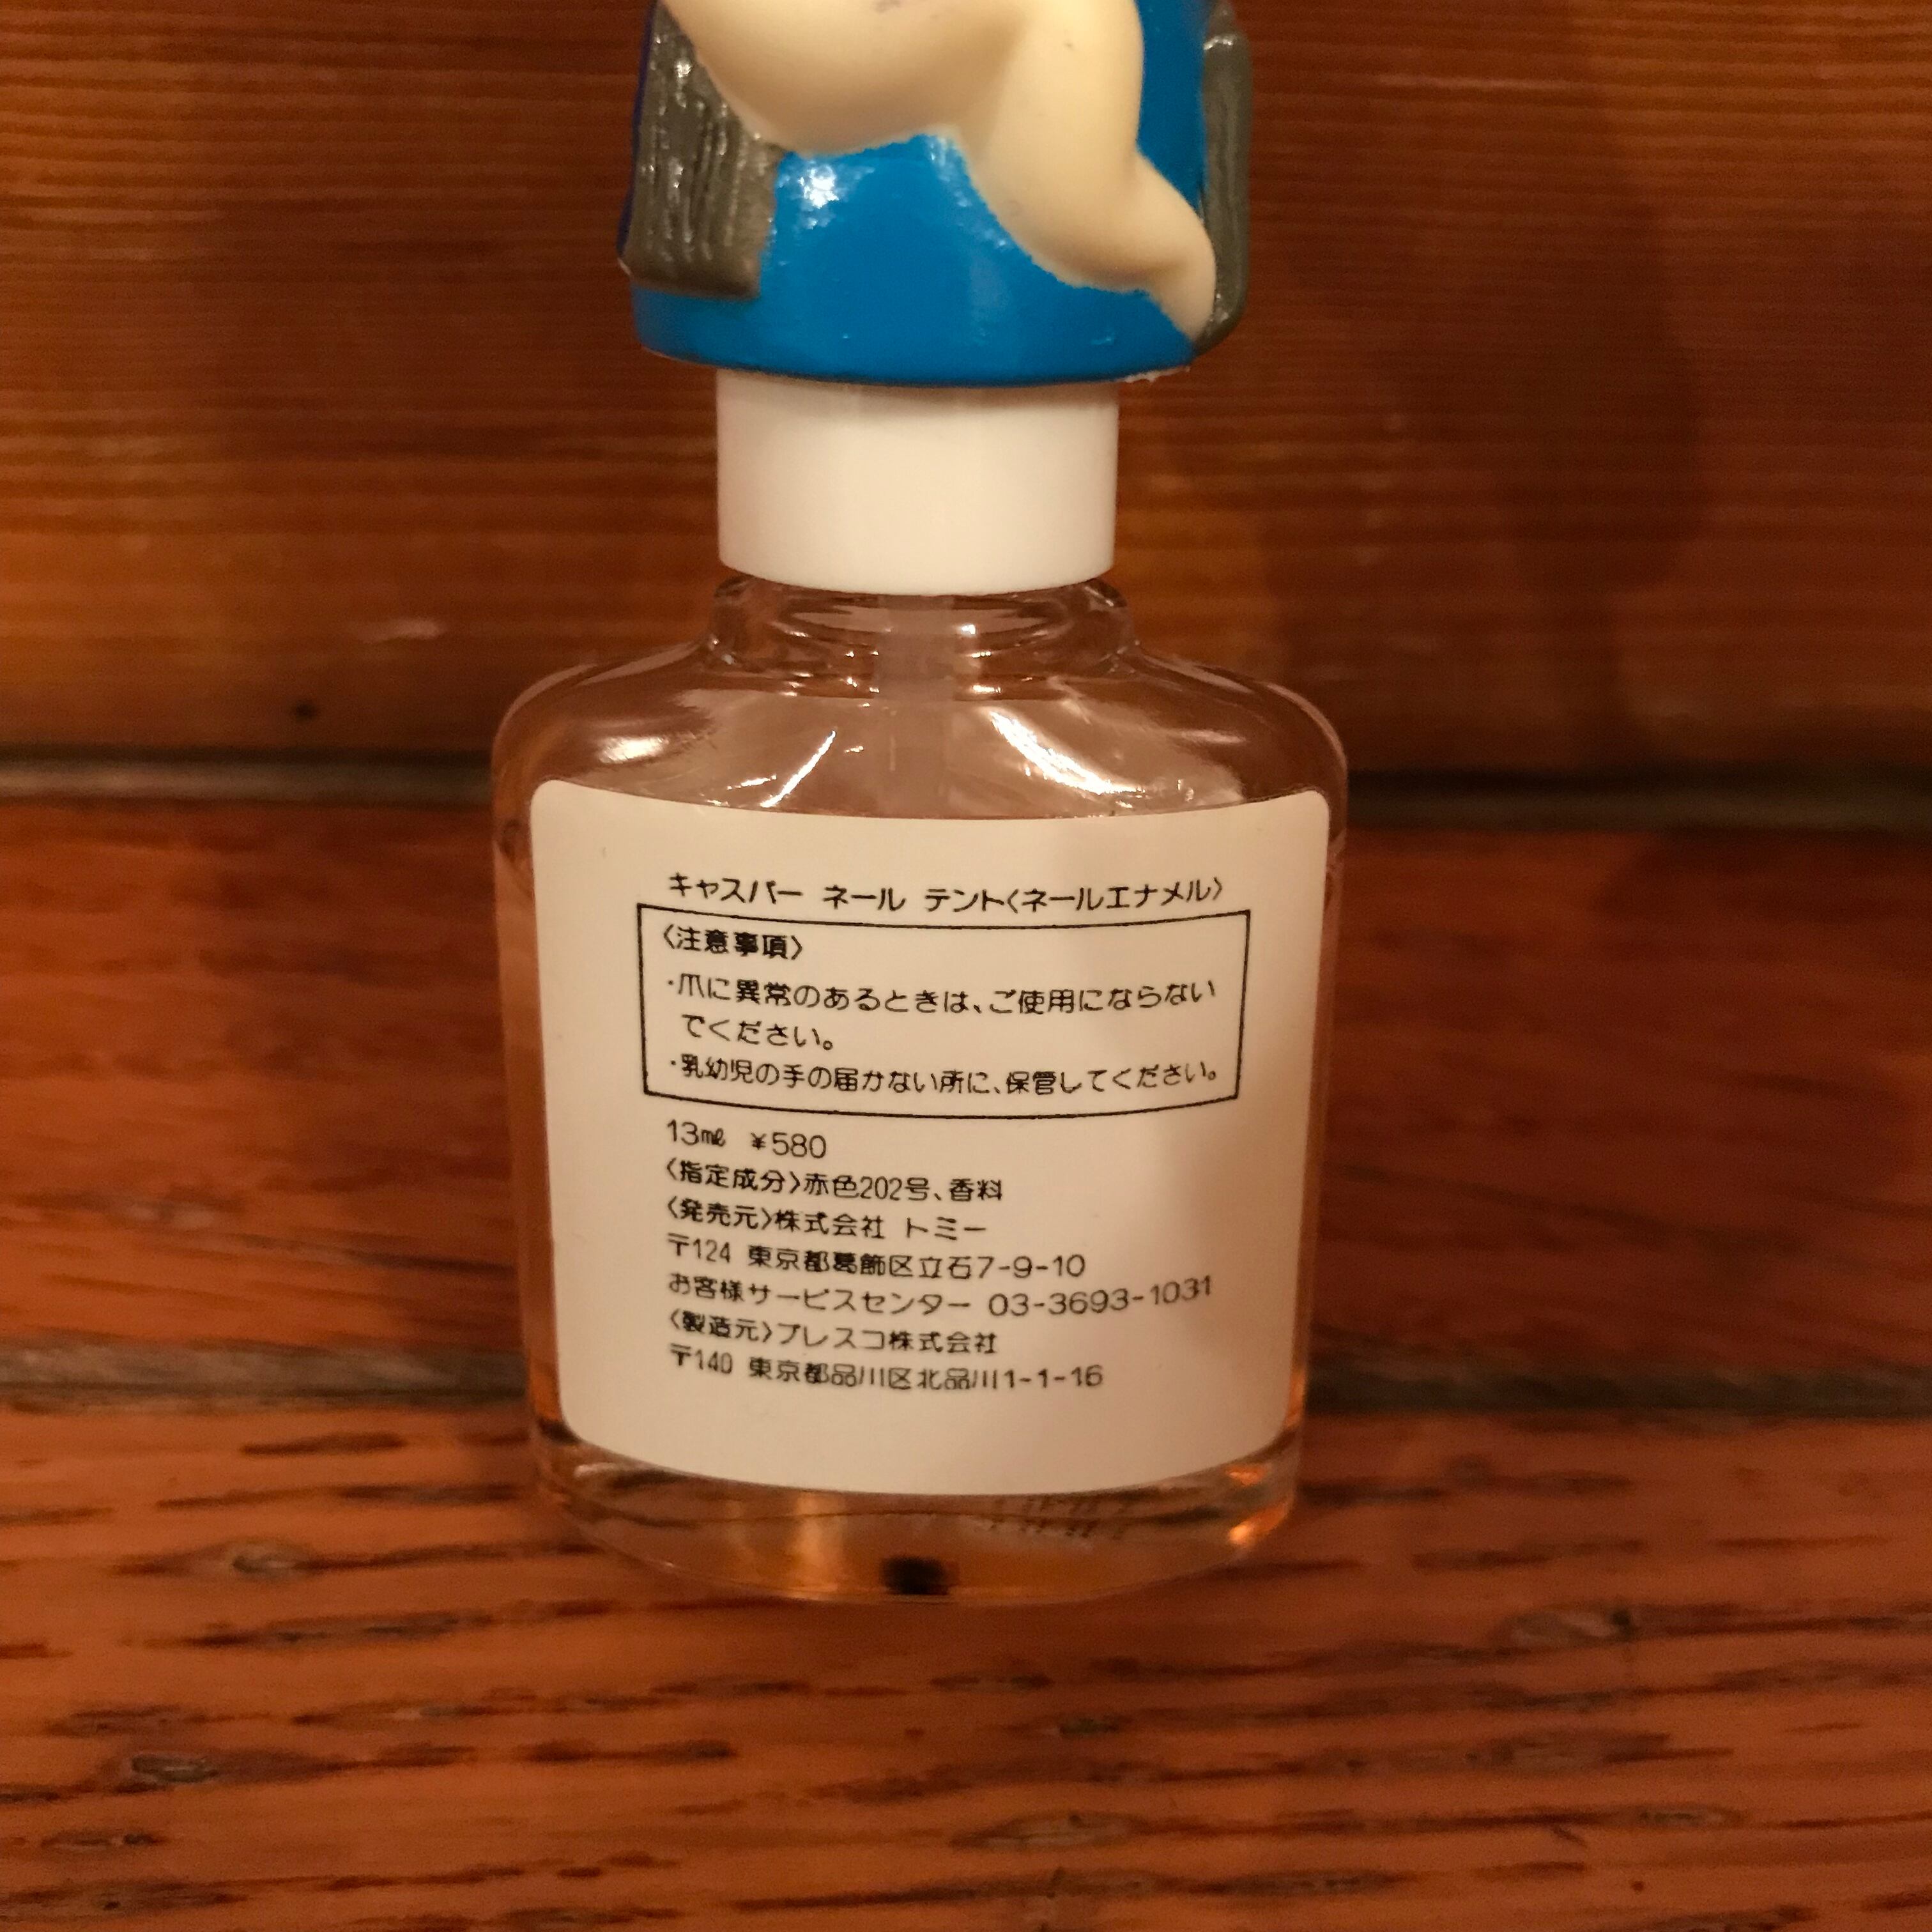 キャスパー ネール テント〈ネールエナメル〉
〈注意事項〉
・爪に異常のあるときは、ご使用にならない
でください。
・乳幼児の手の届かない所に、保管してください。
13㎖ ¥580
〈指定成分〉赤色202号、香料
〈発売元〉株式会社 トミー
〒124 東京都葛飾区立石7-9-10
お客様サービスセンター 03-3693-1031
〈製造元〉プレスコ株式会社
〒140 東京都品川区北品川1-1-16